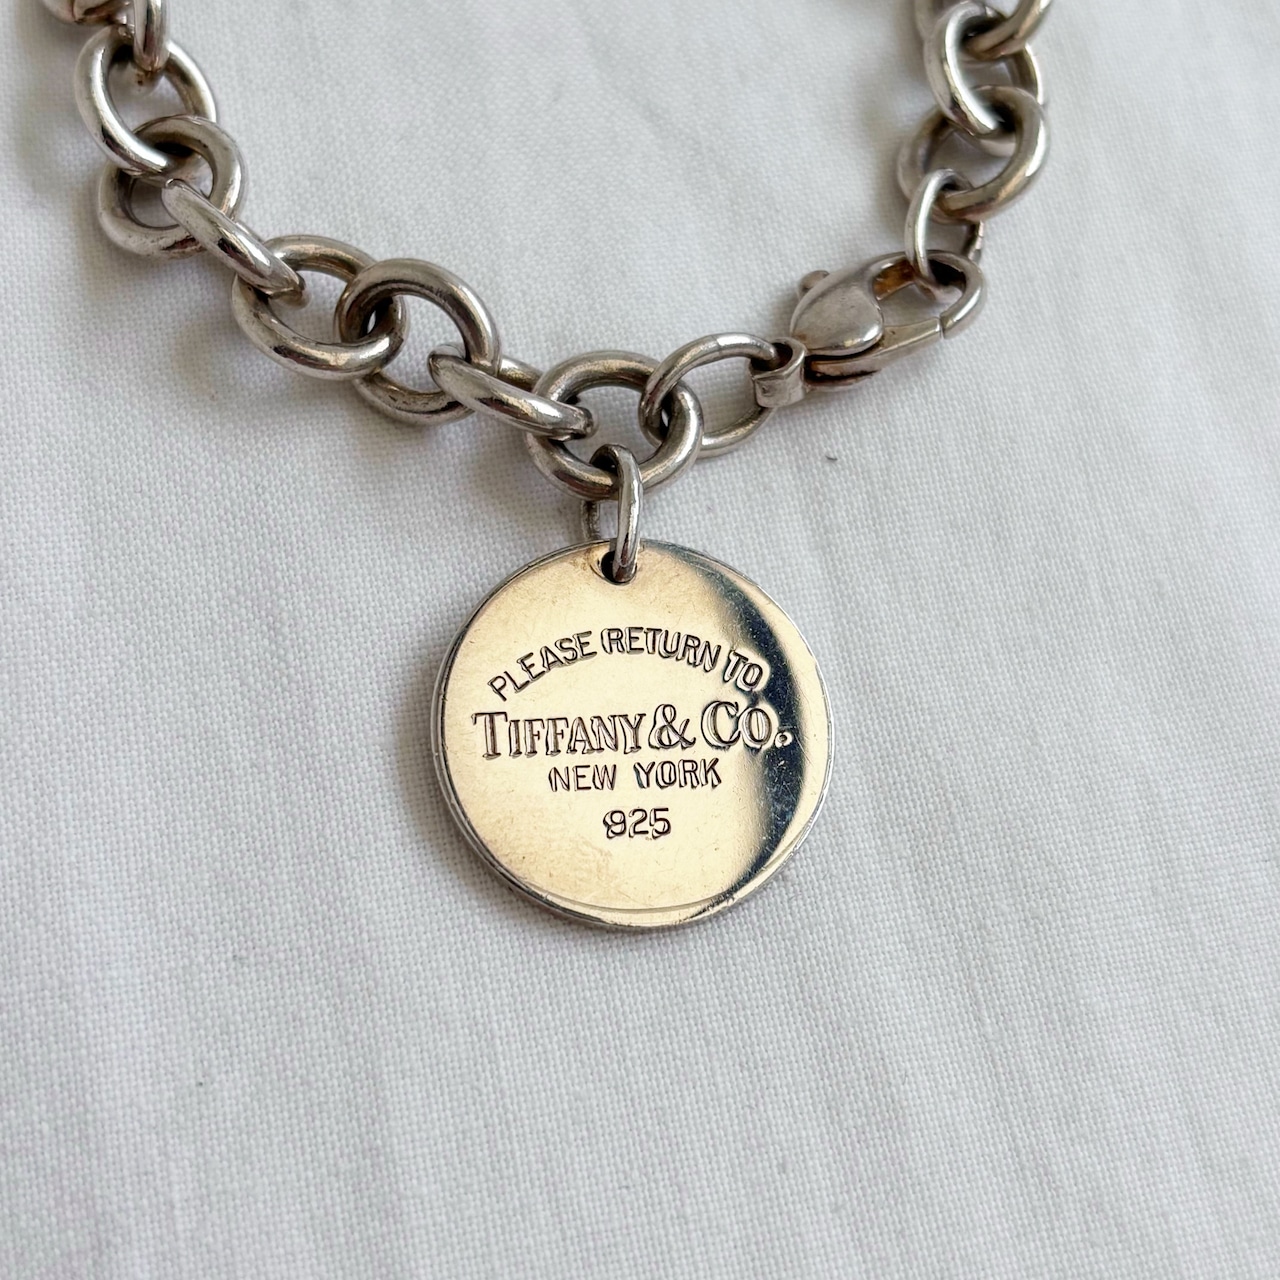 PLEASE RETURN TO
TIFFANY & CO.
NEW YORK
925